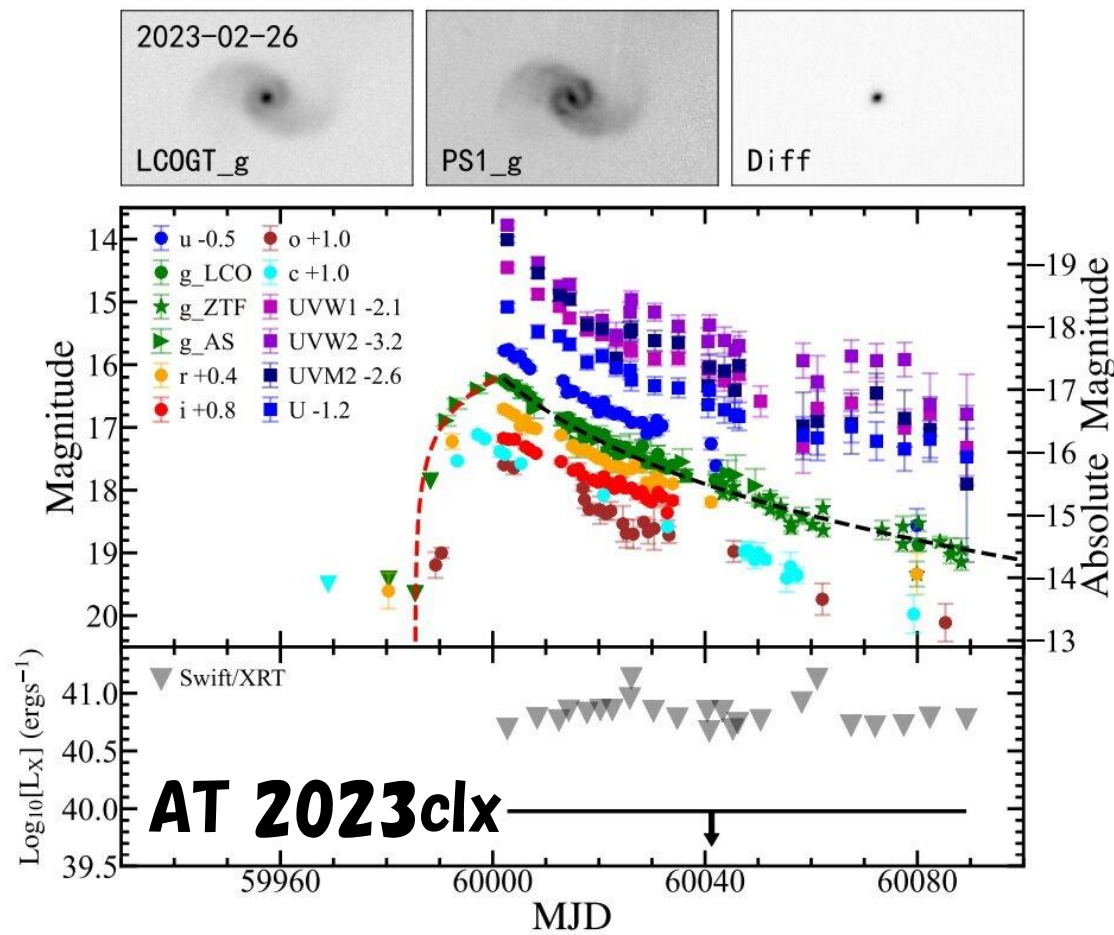 2023-02-26
LCOGT_g
PS1_g
Diff
Magnitude
14
15
16
17
18
19
20
u -0.5
g_LCO
g_ZTF
g_AS
r +0.4
i +0.8
o +1.0
c +1.0
UVW1 -2.1
UVW2 -3.2
UVM2 -2.6
U -1.2
−19
−18
−17
−16
−15
−14
−13
Absolute Magnitude
Log₁₀[L_X] (ergs⁻¹)
41.0
40.5
40.0
39.5
Swift/XRT
AT 2023clx
59960
60000
60040
60080
MJD